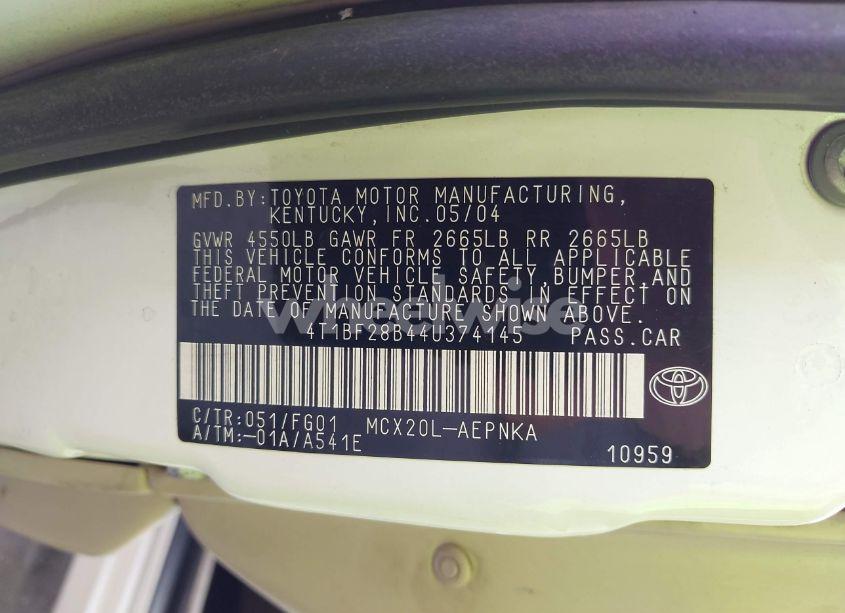 MFD.BY: TOYOTA MOTOR MANUFACTURING,
KENTUCKY, INC. 05/04
GVWR 4550LB GAWR FR 2665LB RR 2665LB
THIS VEHICLE CONFORMS TO ALL APPLICABLE
FEDERAL MOTOR VEHICLE SAFETY, BUMPER, AND
THEFT PREVENTION STANDARDS IN EFFECT ON
THE DATE OF MANUFACTURE SHOWN ABOVE.
wheelwise
4T1BF28B44U374145 PASS.CAR
C/TR:051/FG01 MCX20L-AEPNKA
A/TM:-01A/A541E
10959